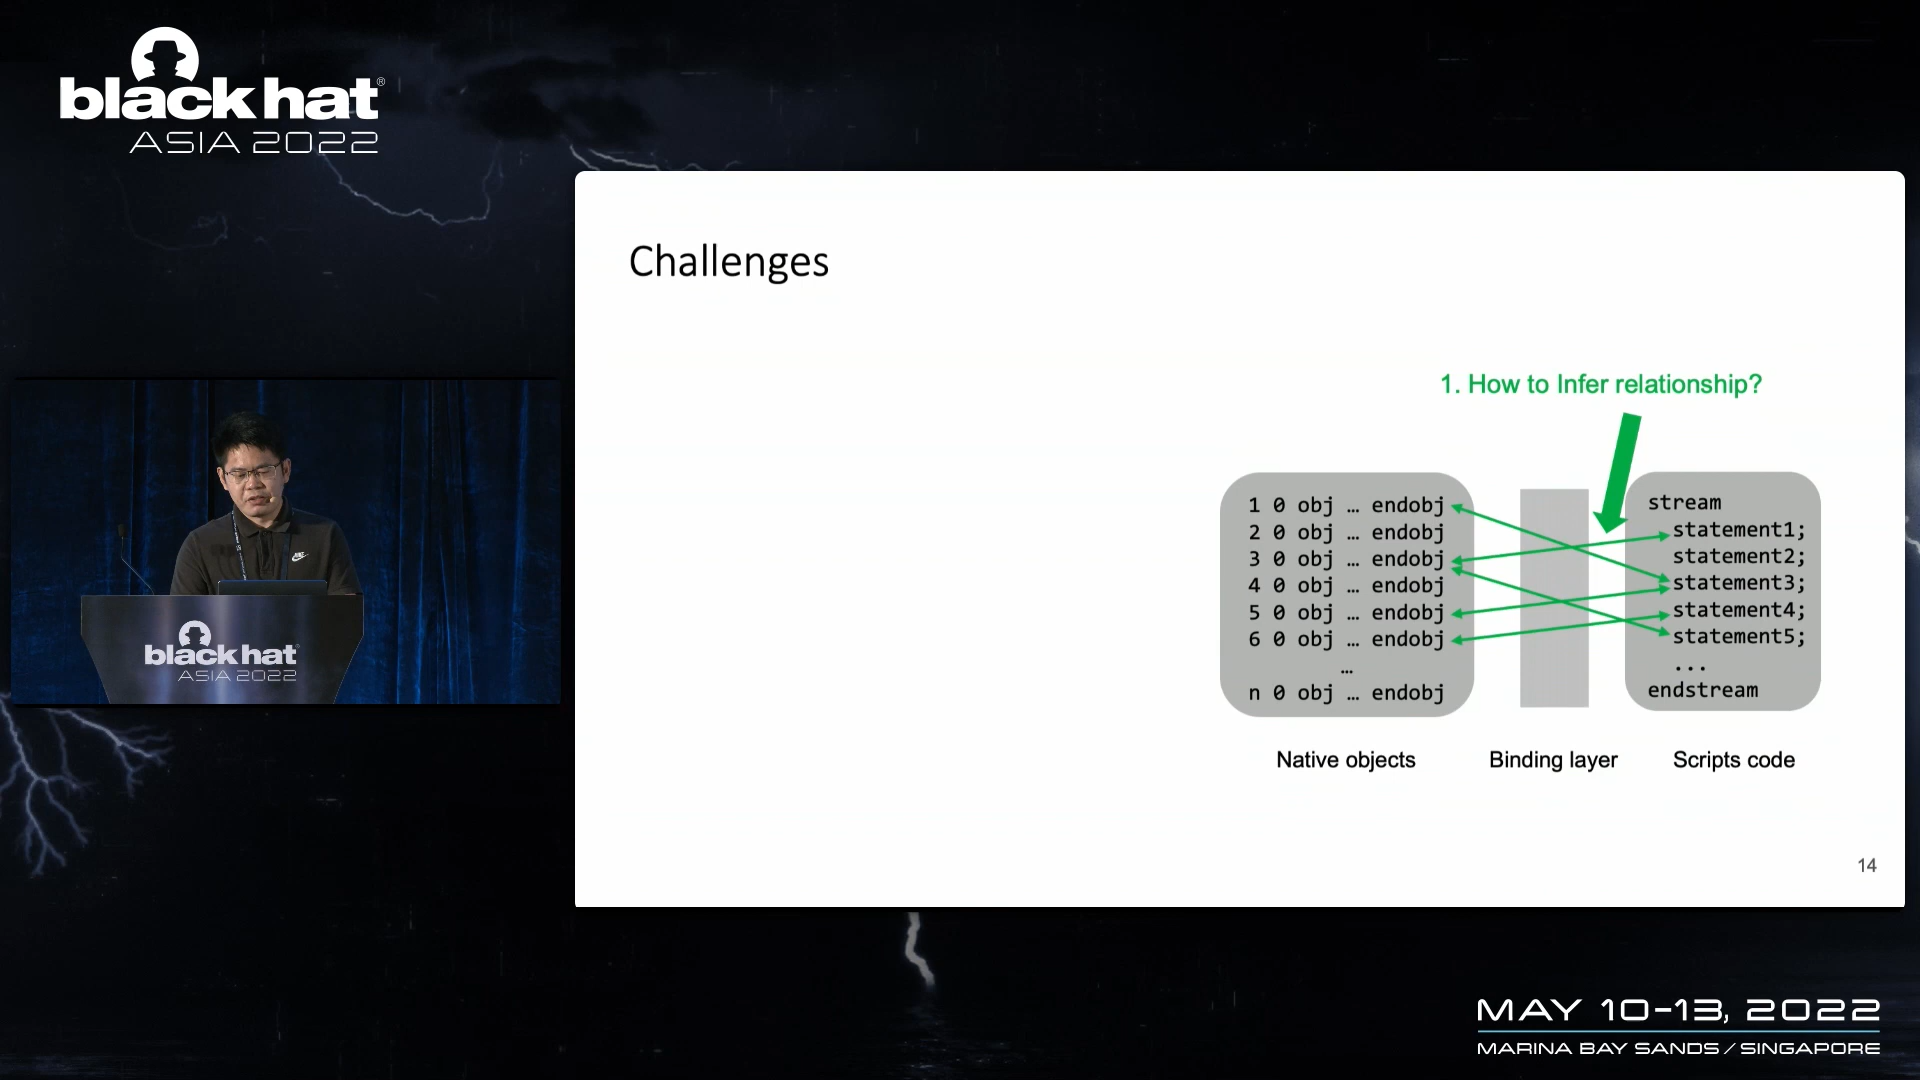 black hat®
ASIA 2022
Challenges
1. How to Infer relationship?
1 0 obj … endobj
2 0 obj … endobj
3 0 obj … endobj
4 0 obj … endobj
5 0 obj … endobj
6 0 obj … endobj
…
n 0 obj … endobj
stream
statement1;
statement2;
statement3;
statement4;
statement5;
...
endstream
Native objects
Binding layer
Scripts code
14
black hat
ASIA 2022
MAY 10-13, 2022
MARINA BAY SANDS / SINGAPORE